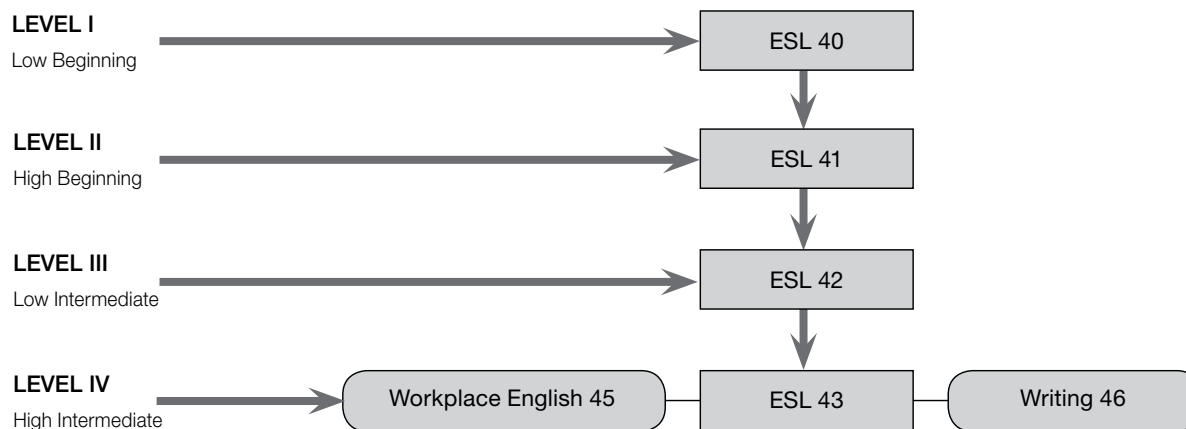 LEVEL I
Low Beginning
ESL 40
LEVEL II
High Beginning
ESL 41
LEVEL III
Low Intermediate
ESL 42
LEVEL IV
High Intermediate
Workplace English 45
ESL 43
Writing 46